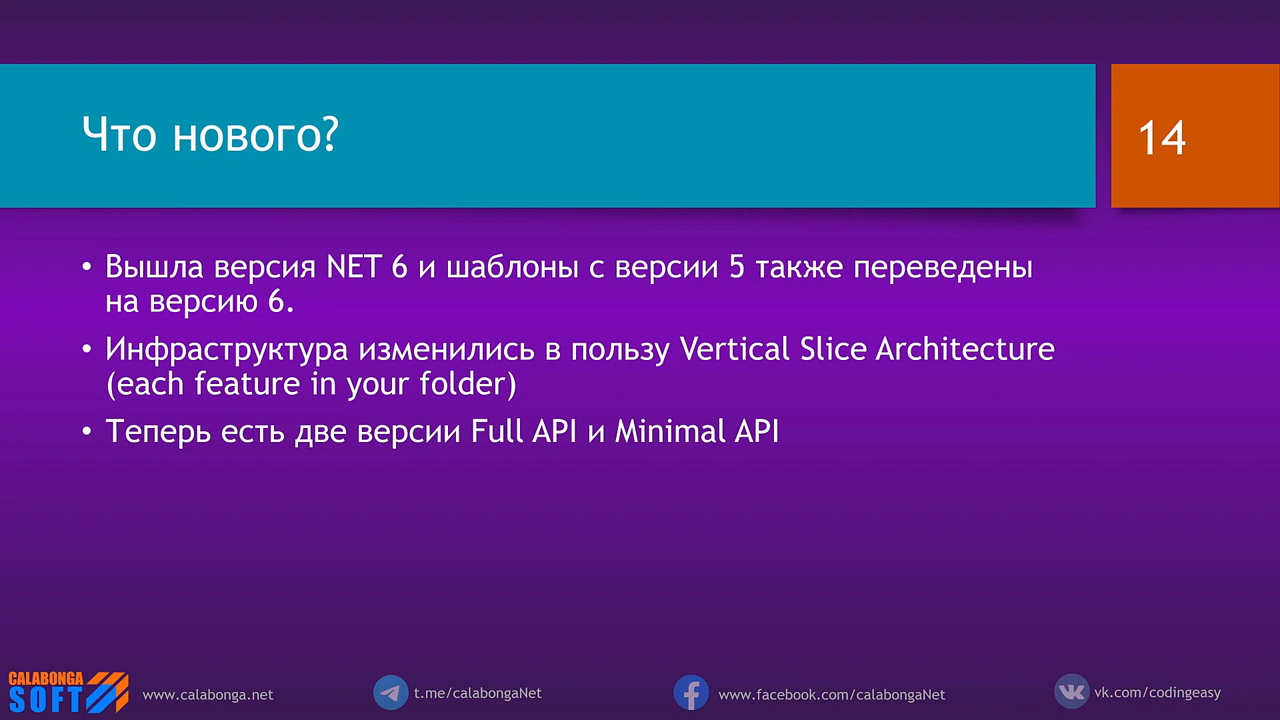 Что нового?
14
• Вышла версия NET 6 и шаблоны с версии 5 также переведены
на версию 6.
• Инфраструктура изменились в пользу Vertical Slice Architecture
(each feature in your folder)
• Теперь есть две версии Full API и Minimal API
CALABONGA
SOFT
www.calabonga.net
t.me/calabongaNet
www.facebook.com/calabongaNet
vk.com/codingeasy